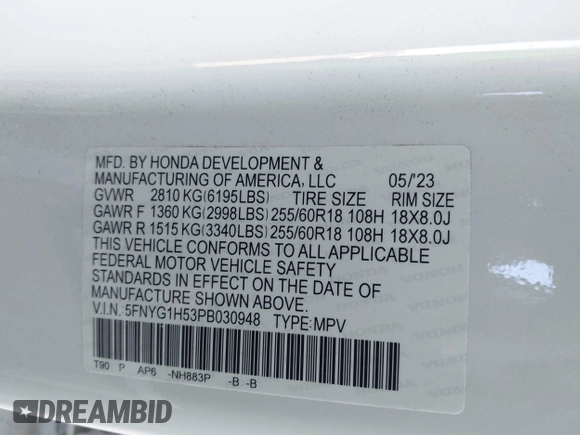 MFD. BY HONDA DEVELOPMENT &
MANUFACTURING OF AMERICA, LLC 05/'23
GVWR 2810 KG(6195LBS) TIRE SIZE RIM SIZE
GAWR F 1360 KG(2998LBS) 255/60R18 108H 18X8.0J
GAWR R 1515 KG(3340LBS) 255/60R18 108H 18X8.0J
THIS VEHICLE CONFORMS TO ALL APPLICABLE
FEDERAL MOTOR VEHICLE SAFETY
STANDARDS IN EFFECT ON THE DATE OF
MANUFACTURE SHOWN ABOVE.
V.I.N.:5FNYG1H53PB030948 TYPE:MPV
T90 P AP6 -NH883P -B -B
DREAMBID